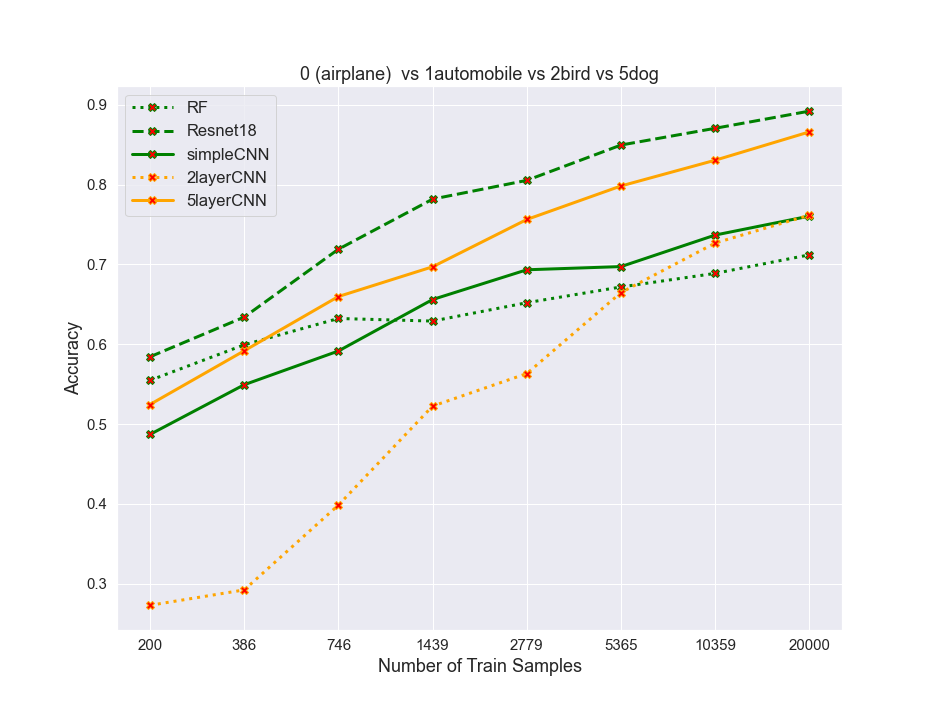 0 (airplane)  vs 1automobile vs 2bird vs 5dog
RF
Resnet18
simpleCNN
2layerCNN
5layerCNN
0.9
0.8
0.7
0.6
0.5
0.4
0.3
Accuracy
200 386 746 1439 2779 5365 10359 20000
Number of Train Samples